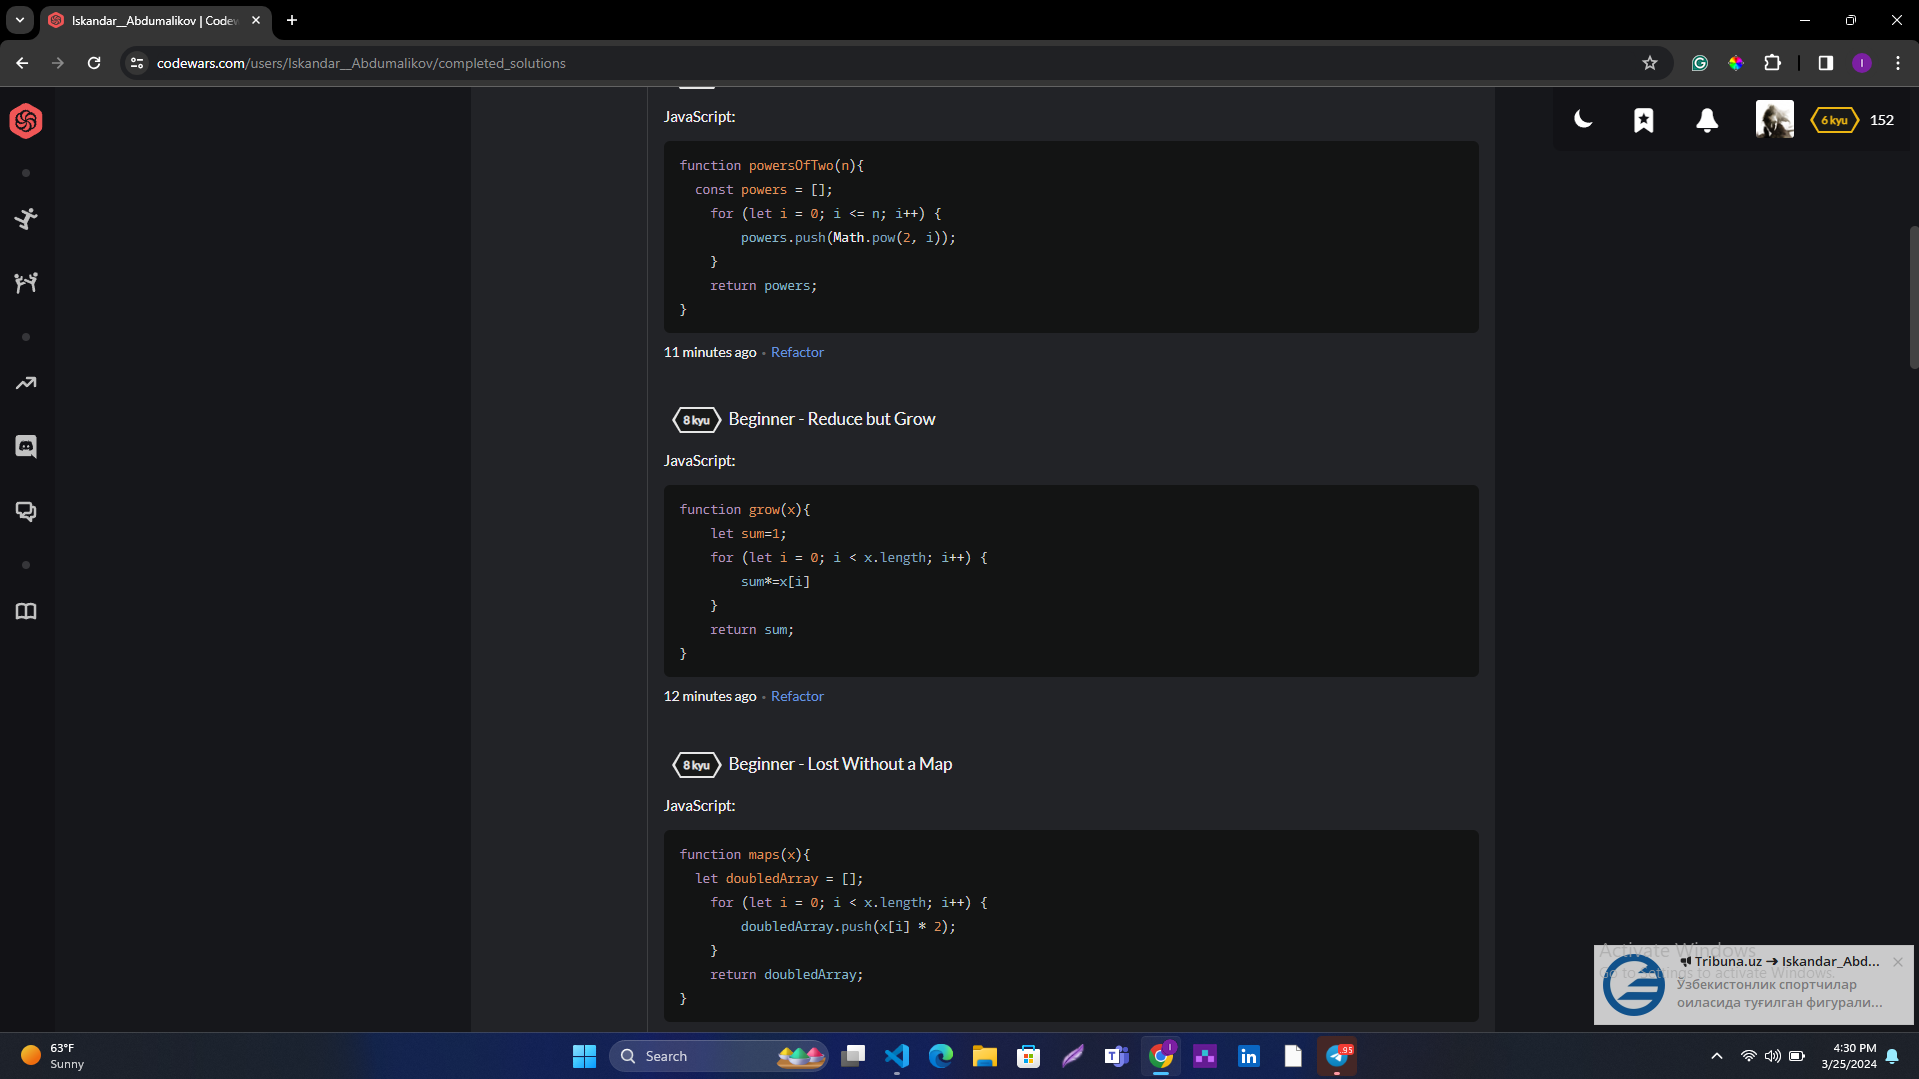 Iskandar__Abdumalikov | Codew
codewars.com/users/Iskandar__Abdumalikov/completed_solutions
I
6 kyu 152
JavaScript:
function powersOfTwo(n){
  const powers = [];
    for (let i = 0; i <= n; i++) {
        powers.push(Math.pow(2, i));
    }
    return powers;
}
11 minutes ago • Refactor
8 kyu Beginner - Reduce but Grow
JavaScript:
function grow(x){
    let sum=1;
    for (let i = 0; i < x.length; i++) {
        sum*=x[i]
    }
    return sum;
}
12 minutes ago • Refactor
8 kyu Beginner - Lost Without a Map
JavaScript:
function maps(x){
  let doubledArray = [];
    for (let i = 0; i < x.length; i++) {
        doubledArray.push(x[i] * 2);
    }
    return doubledArray;
}
Activate Windows
Go to Settings to activate Windows.
Tribuna.uz ➔ Iskandar_Abd...
Ўзбекистонлик спортчилар
оиласида туғилган фигурали...
63°F
Sunny
Search
T
I
in
95
4:30 PM
3/25/2024